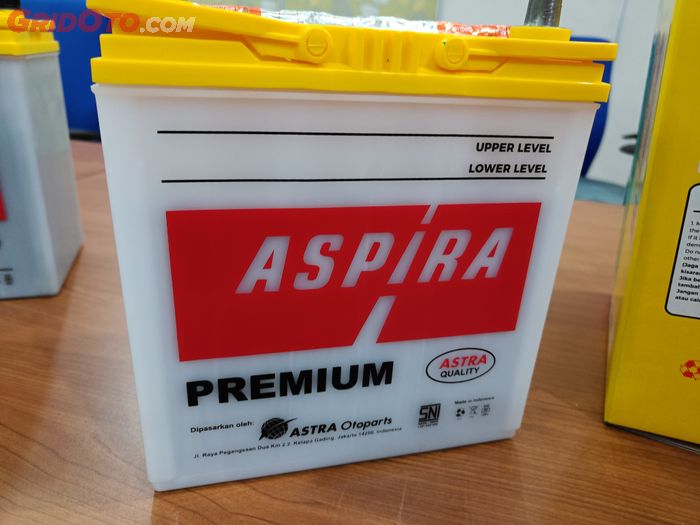 GRIDOTO.COM
UPPER LEVEL
LOWER LEVEL
ASPIRA
PREMIUM
ASTRA
QUALITY
Dipasarkan oleh:
ASTRA Otoparts
Jl. Raya Pegangsaan Dua Km 2.2, Kelapa Gading, Jakarta 14250, Indonesia
SNI
Made in Indonesia